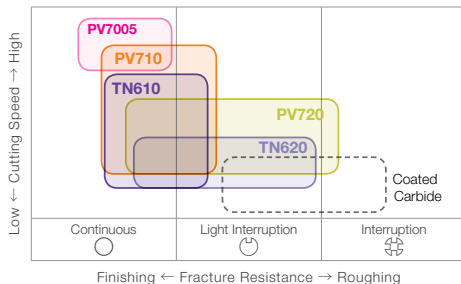 Low ← Cutting Speed → High
PV7005
PV710
TN610
PV720
TN620
Coated
Carbide
Continuous
Light Interruption
Interruption
Finishing ← Fracture Resistance → Roughing